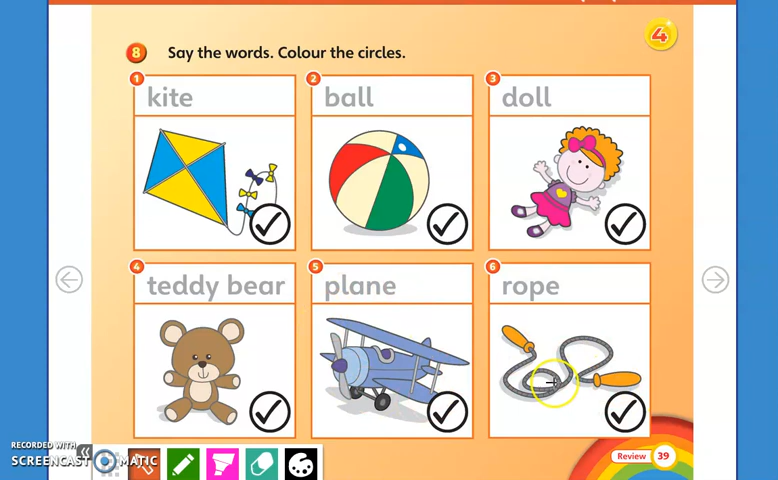 4
8 Say the words. Colour the circles.
1 kite
2 ball
3 doll
4 teddy bear
5 plane
6 rope
Review 39
RECORDED WITH
SCREENCAST MATIC